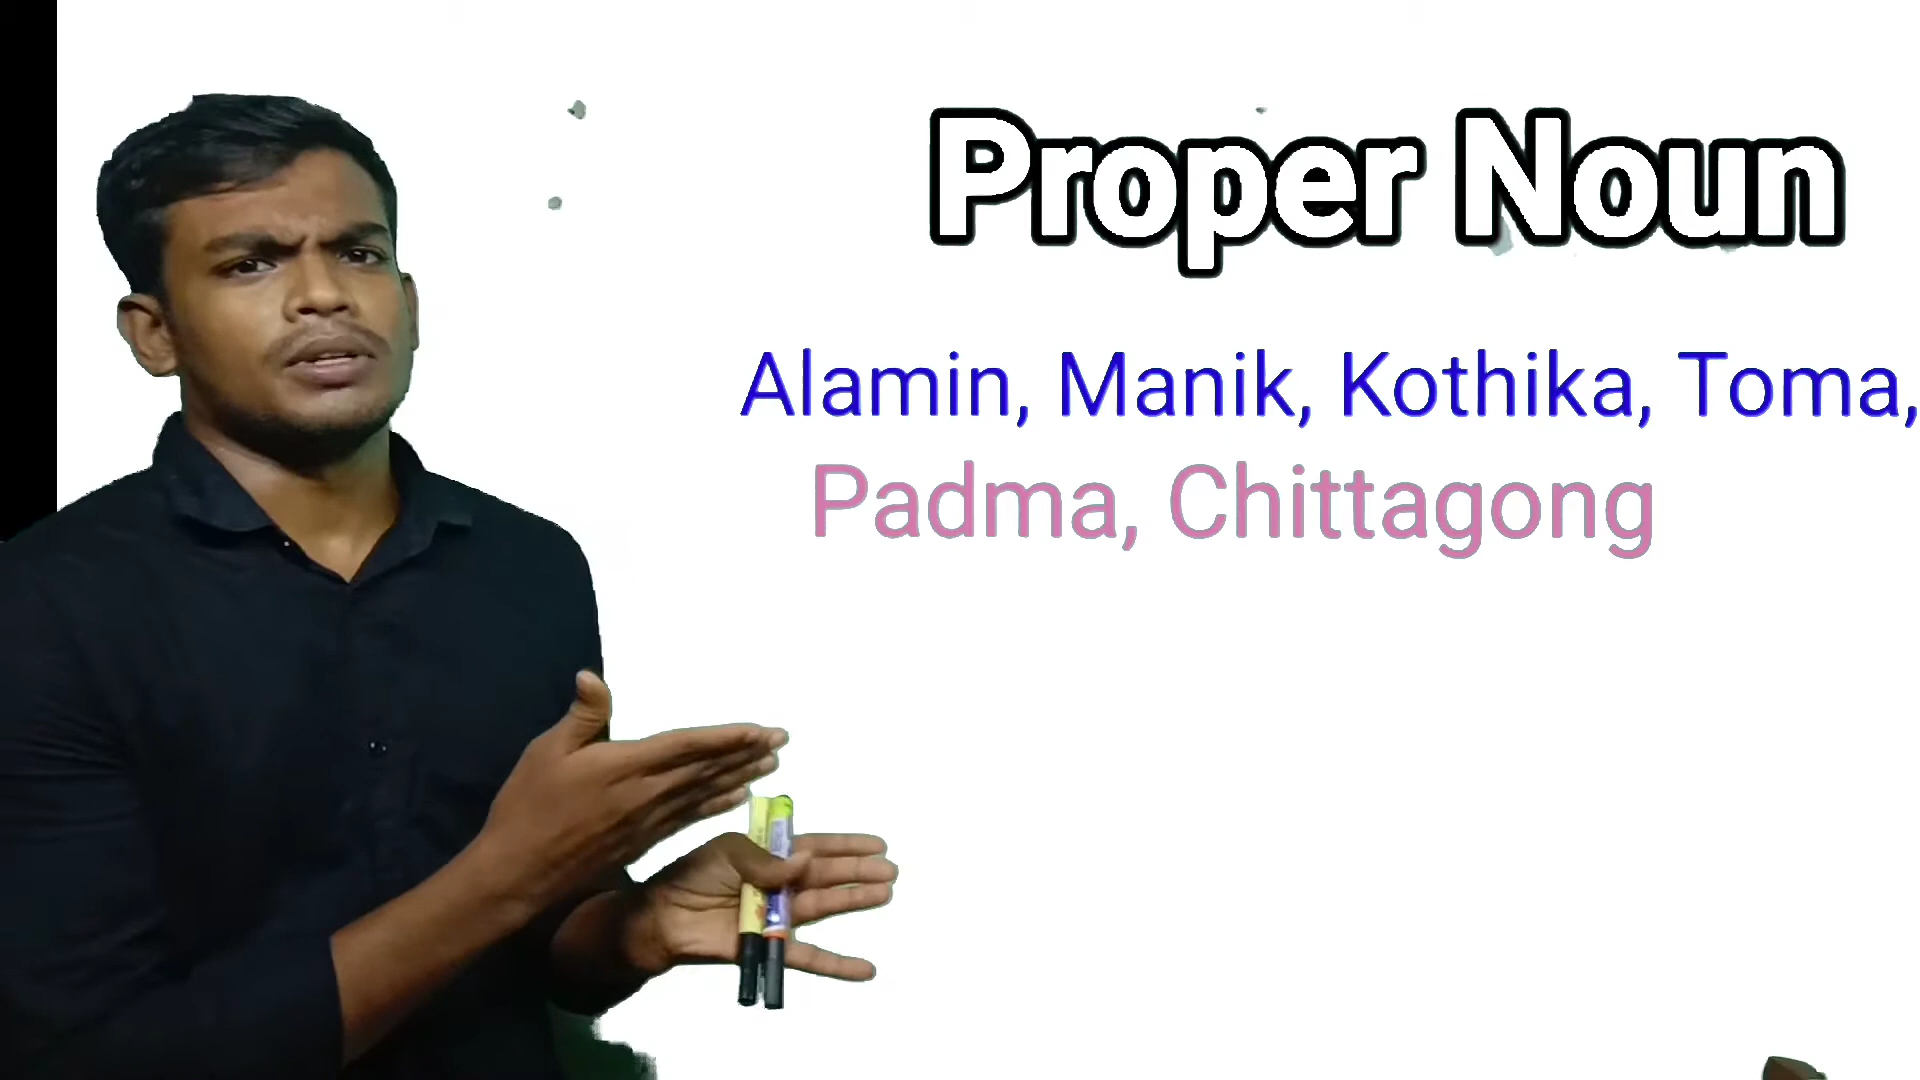 Proper Noun
Alamin, Manik, Kothika, Toma,
Padma, Chittagong